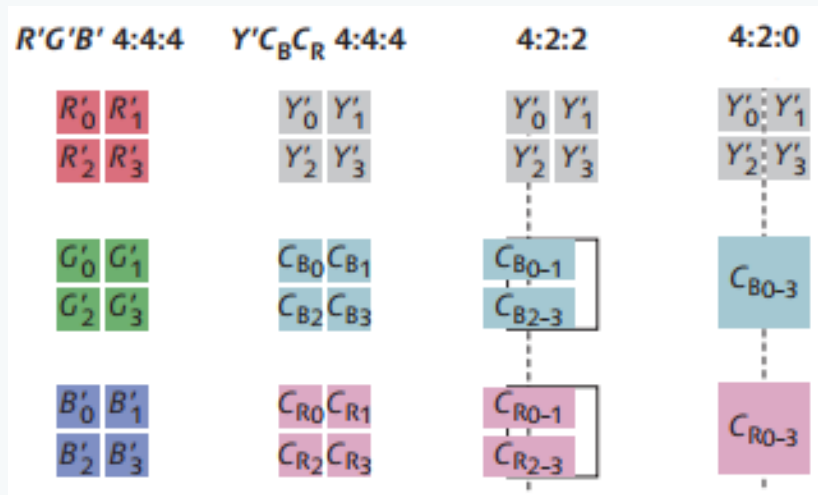 R'G'B' 4:4:4 Y'CBCR 4:4:4 4:2:2 4:2:0
R'0 R'1 Y'0 Y'1 Y'0 Y'1 Y'0 Y'1
R'2 R'3 Y'2 Y'3 Y'2 Y'3 Y'2 Y'3
G'0 G'1 CB0 CB1 CB0–1
G'2 G'3 CB2 CB3 CB2–3
CB0–3
B'0 B'1 CR0 CR1 CR0–1
B'2 B'3 CR2 CR3 CR2–3
CR0–3